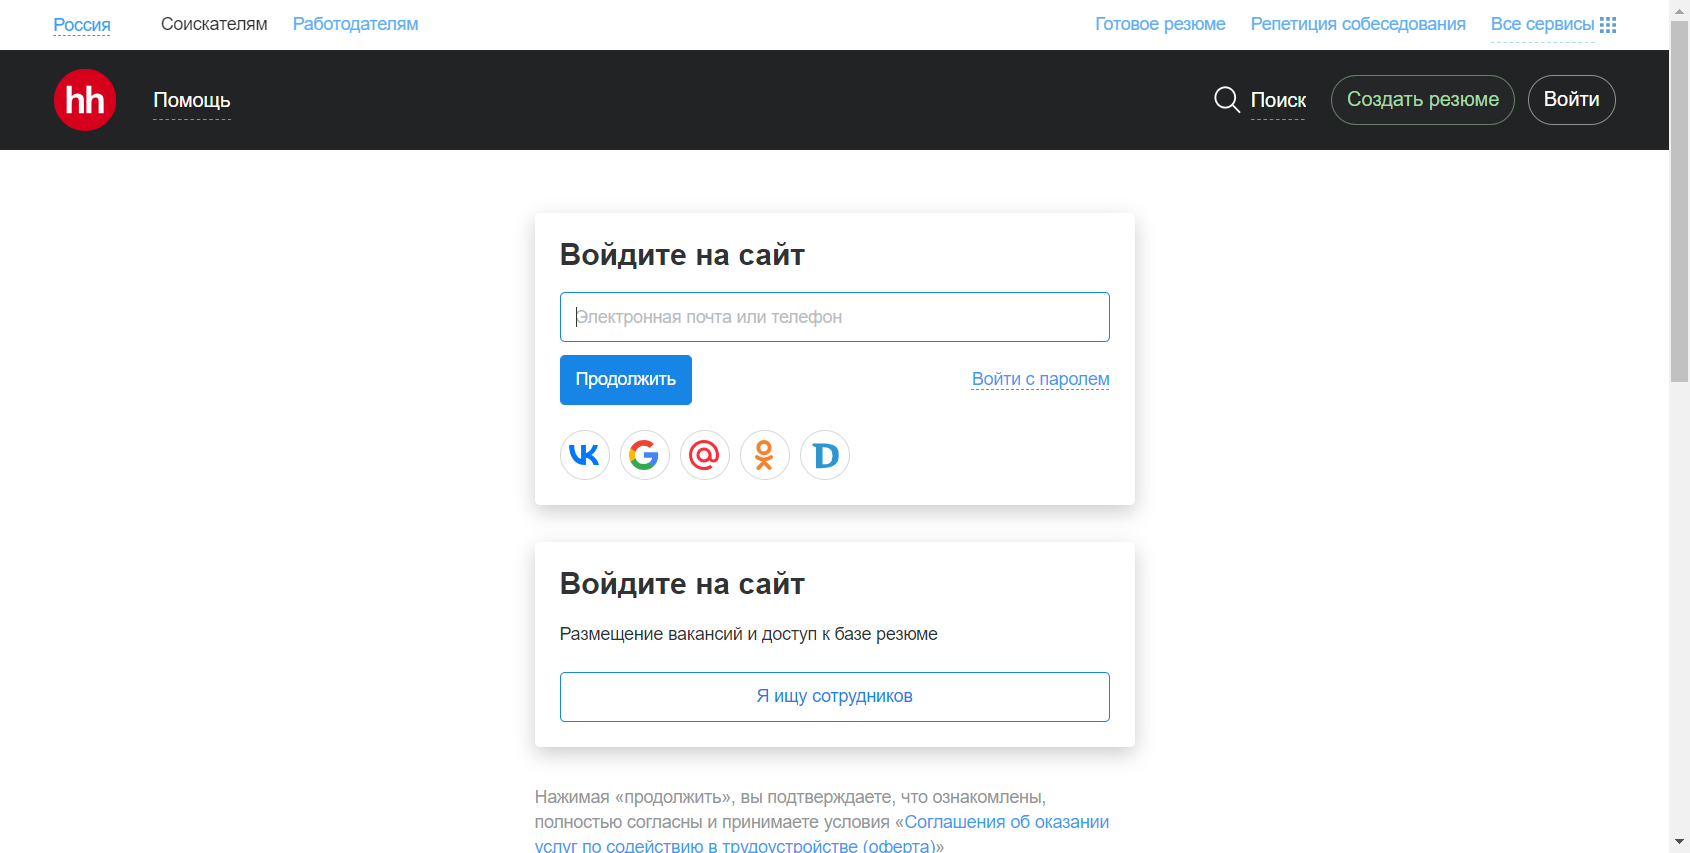 Россия Соискателям Работодателям Готовое резюме Репетиция собеседования Все сервисы
hh Помощь Поиск Создать резюме Войти
Войдите на сайт
Электронная почта или телефон
Продолжить Войти с паролем
Войдите на сайт
Размещение вакансий и доступ к базе резюме
Я ищу сотрудников
Нажимая «продолжить», вы подтверждаете, что ознакомлены,
полностью согласны и принимаете условия «Соглашения об оказании
услуг по содействию в трудоустройстве (оферта)»